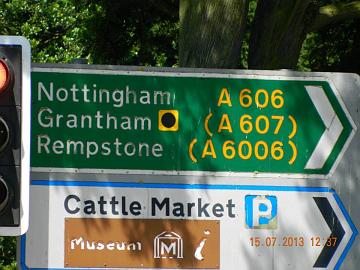 Nottingham A 606
Grantham (A 607)
Rempstone (A 6006)
Cattle Market P
Museum M i
15.07.2013 12:37